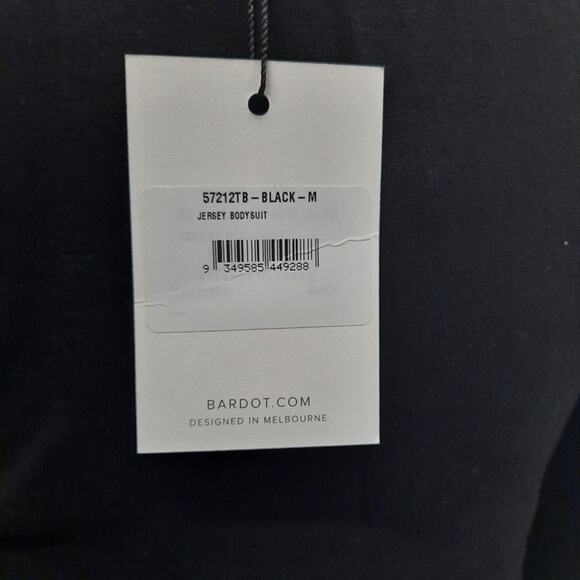 57212TB – BLACK – M
JERSEY BODYSUIT
9 349585 449288
BARDOT.COM
DESIGNED IN MELBOURNE